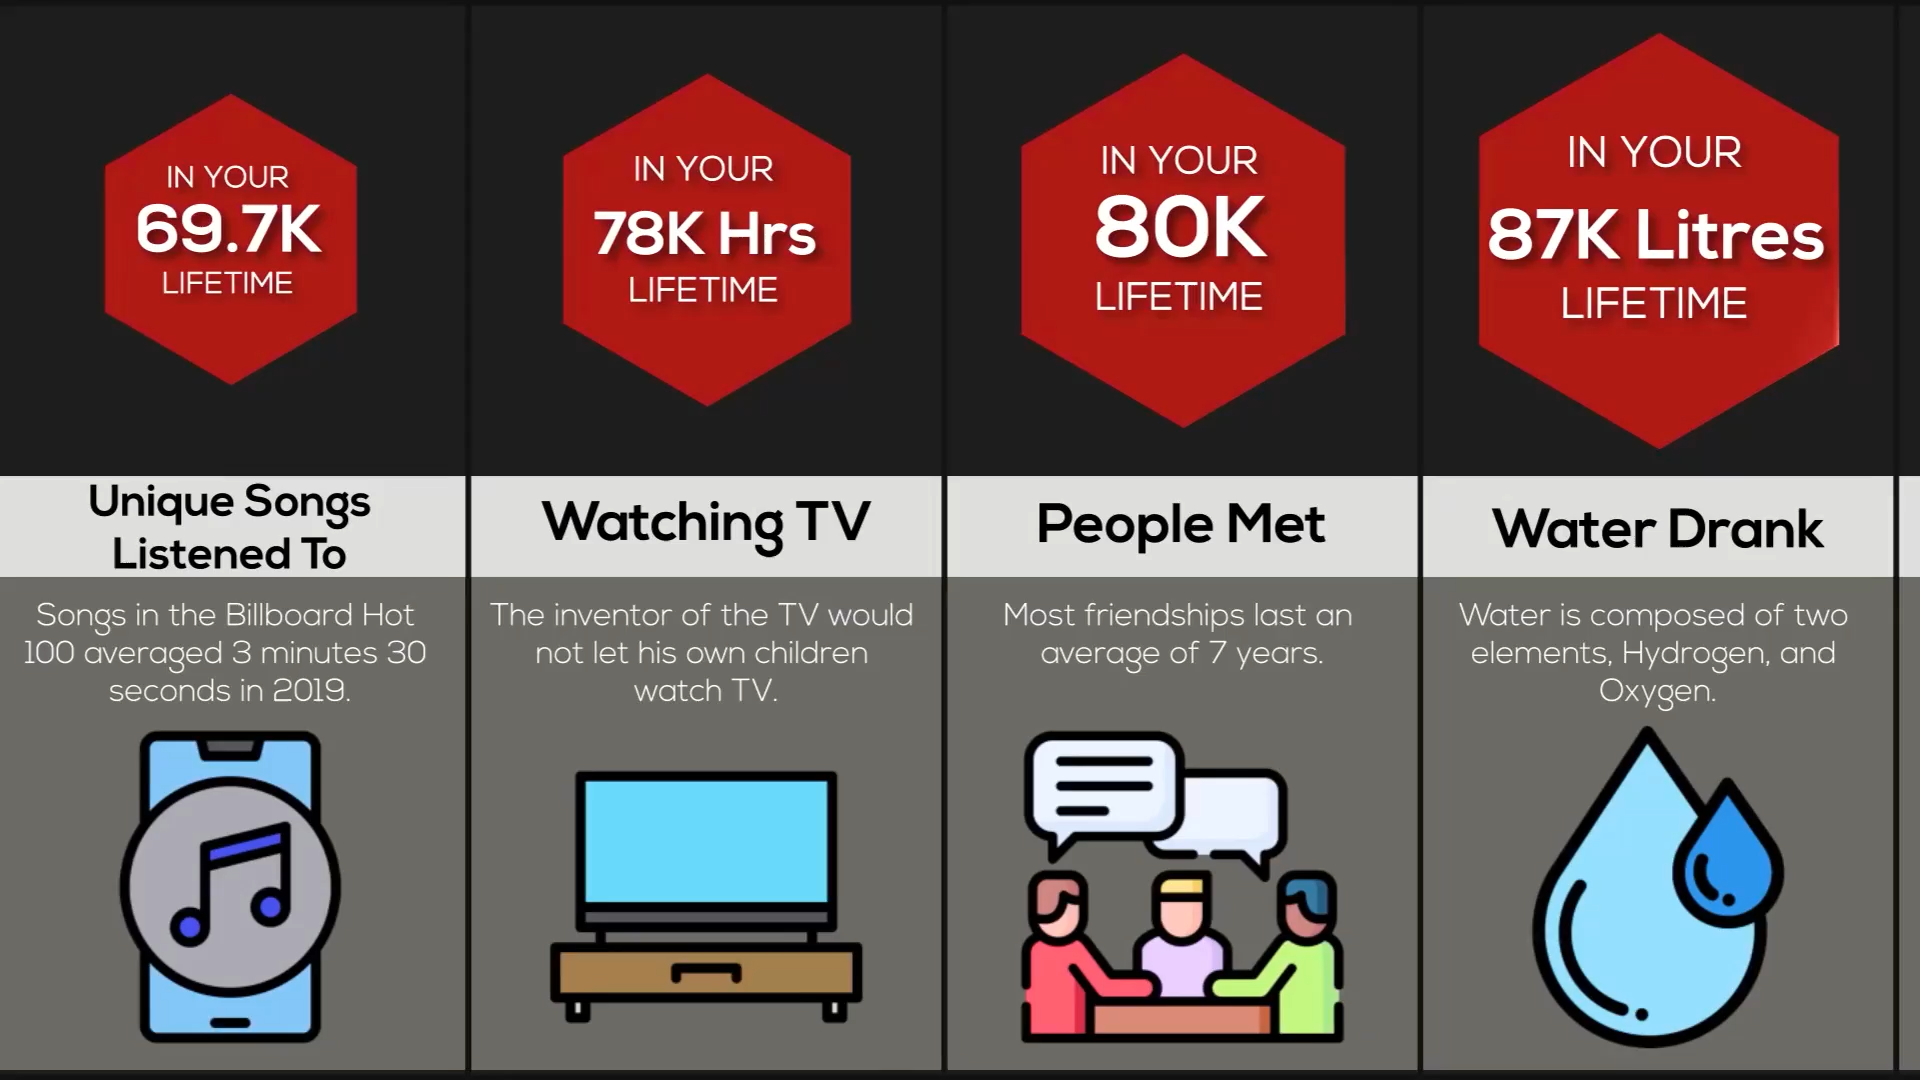 IN YOUR
69.7K
LIFETIME
Unique Songs
Listened To
Songs in the Billboard Hot
100 averaged 3 minutes 30
seconds in 2019.
IN YOUR
78K Hrs
LIFETIME
Watching TV
The inventor of the TV would
not let his own children
watch TV.
IN YOUR
80K
LIFETIME
People Met
Most friendships last an
average of 7 years.
IN YOUR
87K Litres
LIFETIME
Water Drank
Water is composed of two
elements, Hydrogen, and
Oxygen.